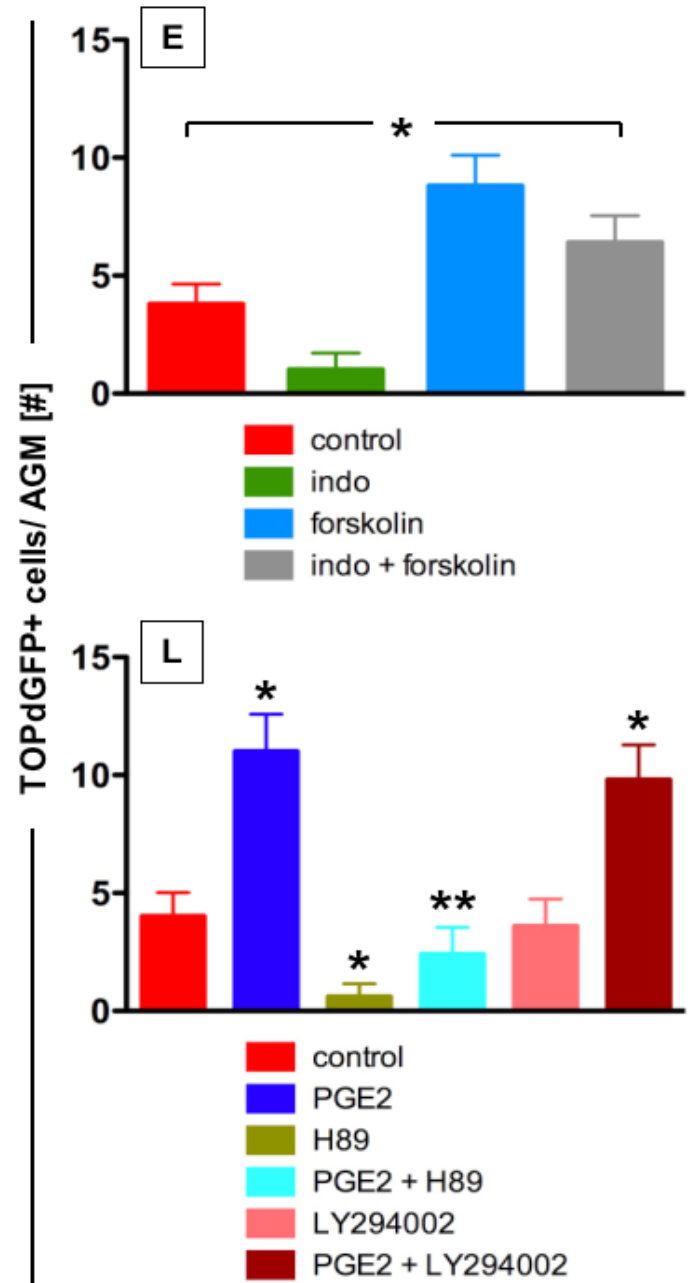 TOPdGFP+ cells/ AGM [#]
E
15
10
5
0
*
control
indo
forskolin
indo + forskolin
L
15
10
5
0
*
*
**
*
control
PGE2
H89
PGE2 + H89
LY294002
PGE2 + LY294002